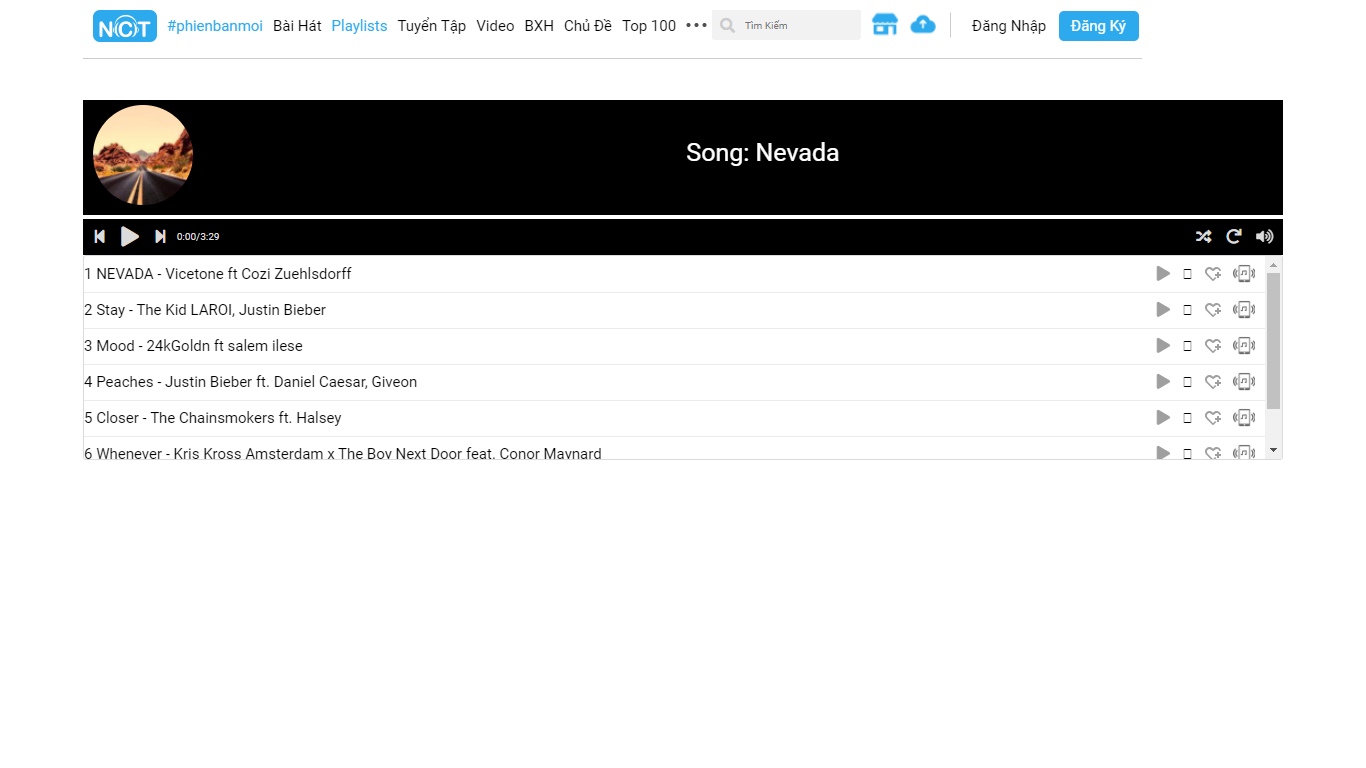 NCT #phienbanmoi Bài Hát Playlists Tuyển Tập Video BXH Chủ Đề Top 100 ••• Tìm Kiếm Đăng Nhập Đăng Ký
Song: Nevada
0:00/3:29
1 NEVADA - Vicetone ft Cozi Zuehlsdorff
2 Stay - The Kid LAROI, Justin Bieber
3 Mood - 24kGoldn ft salem ilese
4 Peaches - Justin Bieber ft. Daniel Caesar, Giveon
5 Closer - The Chainsmokers ft. Halsey
6 Whenever - Kris Kross Amsterdam x The Boy Next Door feat. Conor Maynard